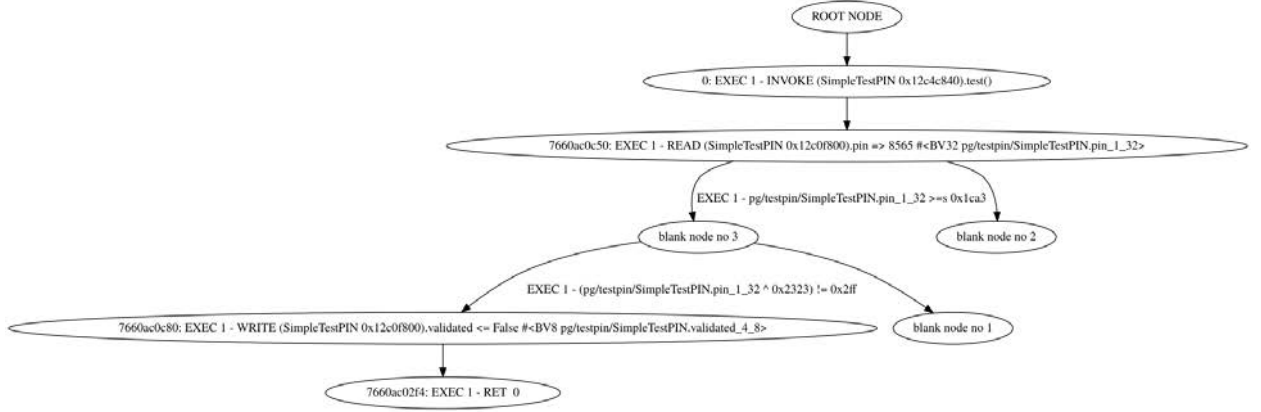 ROOT NODE
0: EXEC 1 - INVOKE (SimpleTestPIN 0x12c4c840).test()
7660ac0c50: EXEC 1 - READ (SimpleTestPIN 0x12c0f800).pin => 8565 #<BV32 pg/testpin/SimpleTestPIN.pin_1_32>
EXEC 1 - pg/testpin/SimpleTestPIN.pin_1_32 >=s 0x1ca3
blank node no 3
blank node no 2
EXEC 1 - (pg/testpin/SimpleTestPIN.pin_1_32 ^ 0x2323) != 0x2ff
7660ac0c80: EXEC 1 - WRITE (SimpleTestPIN 0x12c0f800).validated <= False #<BV8 pg/testpin/SimpleTestPIN.validated_4_8>
blank node no 1
7660ac02f4: EXEC 1 - RET 0